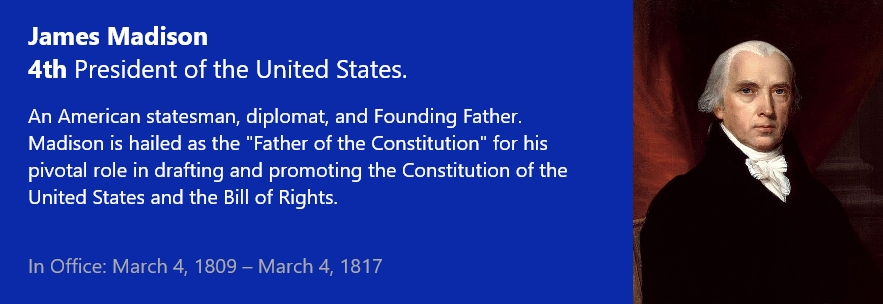 James Madison
4th President of the United States.
An American statesman, diplomat, and Founding Father.
Madison is hailed as the "Father of the Constitution" for his
pivotal role in drafting and promoting the Constitution of the
United States and the Bill of Rights.
In Office: March 4, 1809 – March 4, 1817